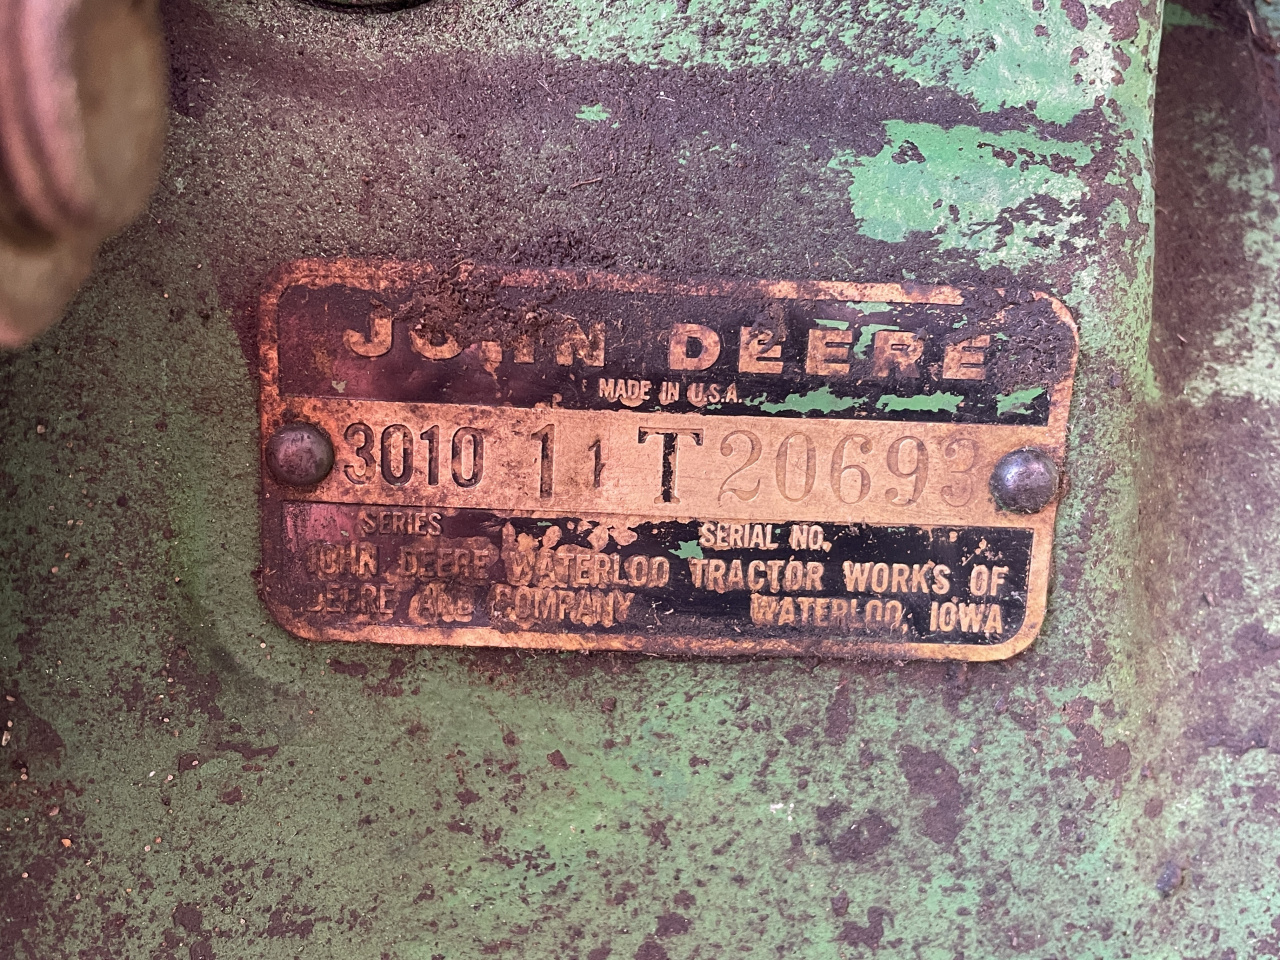 JOHN DEERE
MADE IN U.S.A.
3010 11 T 20693
SERIES SERIAL NO.
JOHN DEERE WATERLOO TRACTOR WORKS OF
DEERE AND COMPANY WATERLOO, IOWA